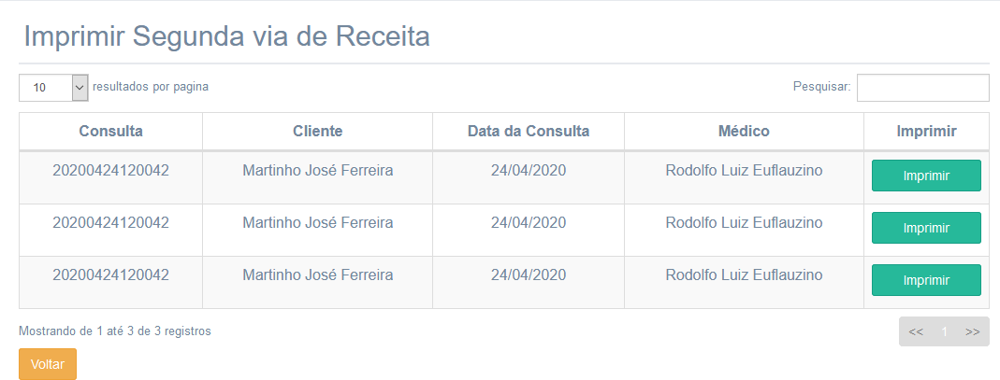 Imprimir Segunda via de Receita
10 resultados por pagina Pesquisar:
Consulta Cliente Data da Consulta Médico Imprimir
20200424120042 Martinho José Ferreira 24/04/2020 Rodolfo Luiz Euflauzino Imprimir
20200424120042 Martinho José Ferreira 24/04/2020 Rodolfo Luiz Euflauzino Imprimir
20200424120042 Martinho José Ferreira 24/04/2020 Rodolfo Luiz Euflauzino Imprimir
Mostrando de 1 até 3 de 3 registros << 1 >>
Voltar